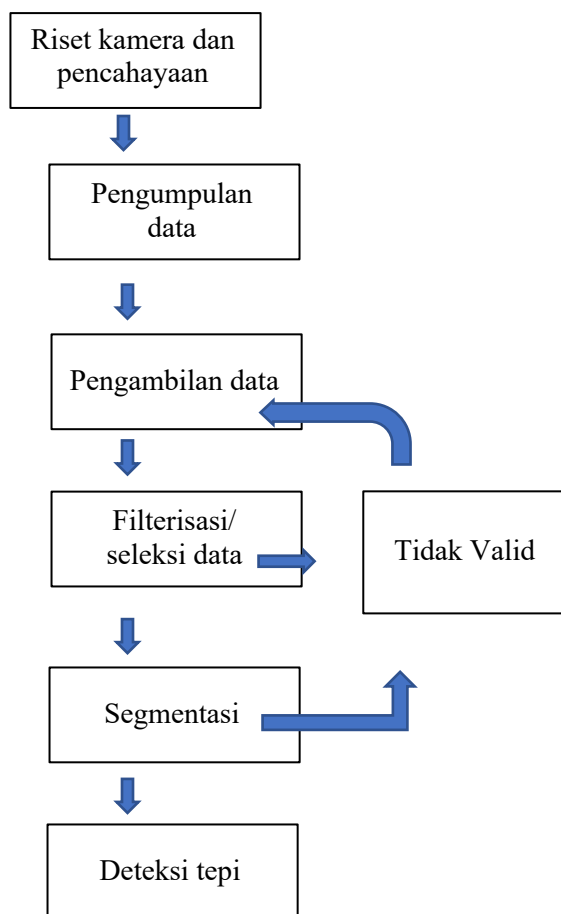 Riset kamera dan
pencahayaan
Pengumpulan
data
Pengambilan data
Filterisasi/
seleksi data
Tidak Valid
Segmentasi
Deteksi tepi